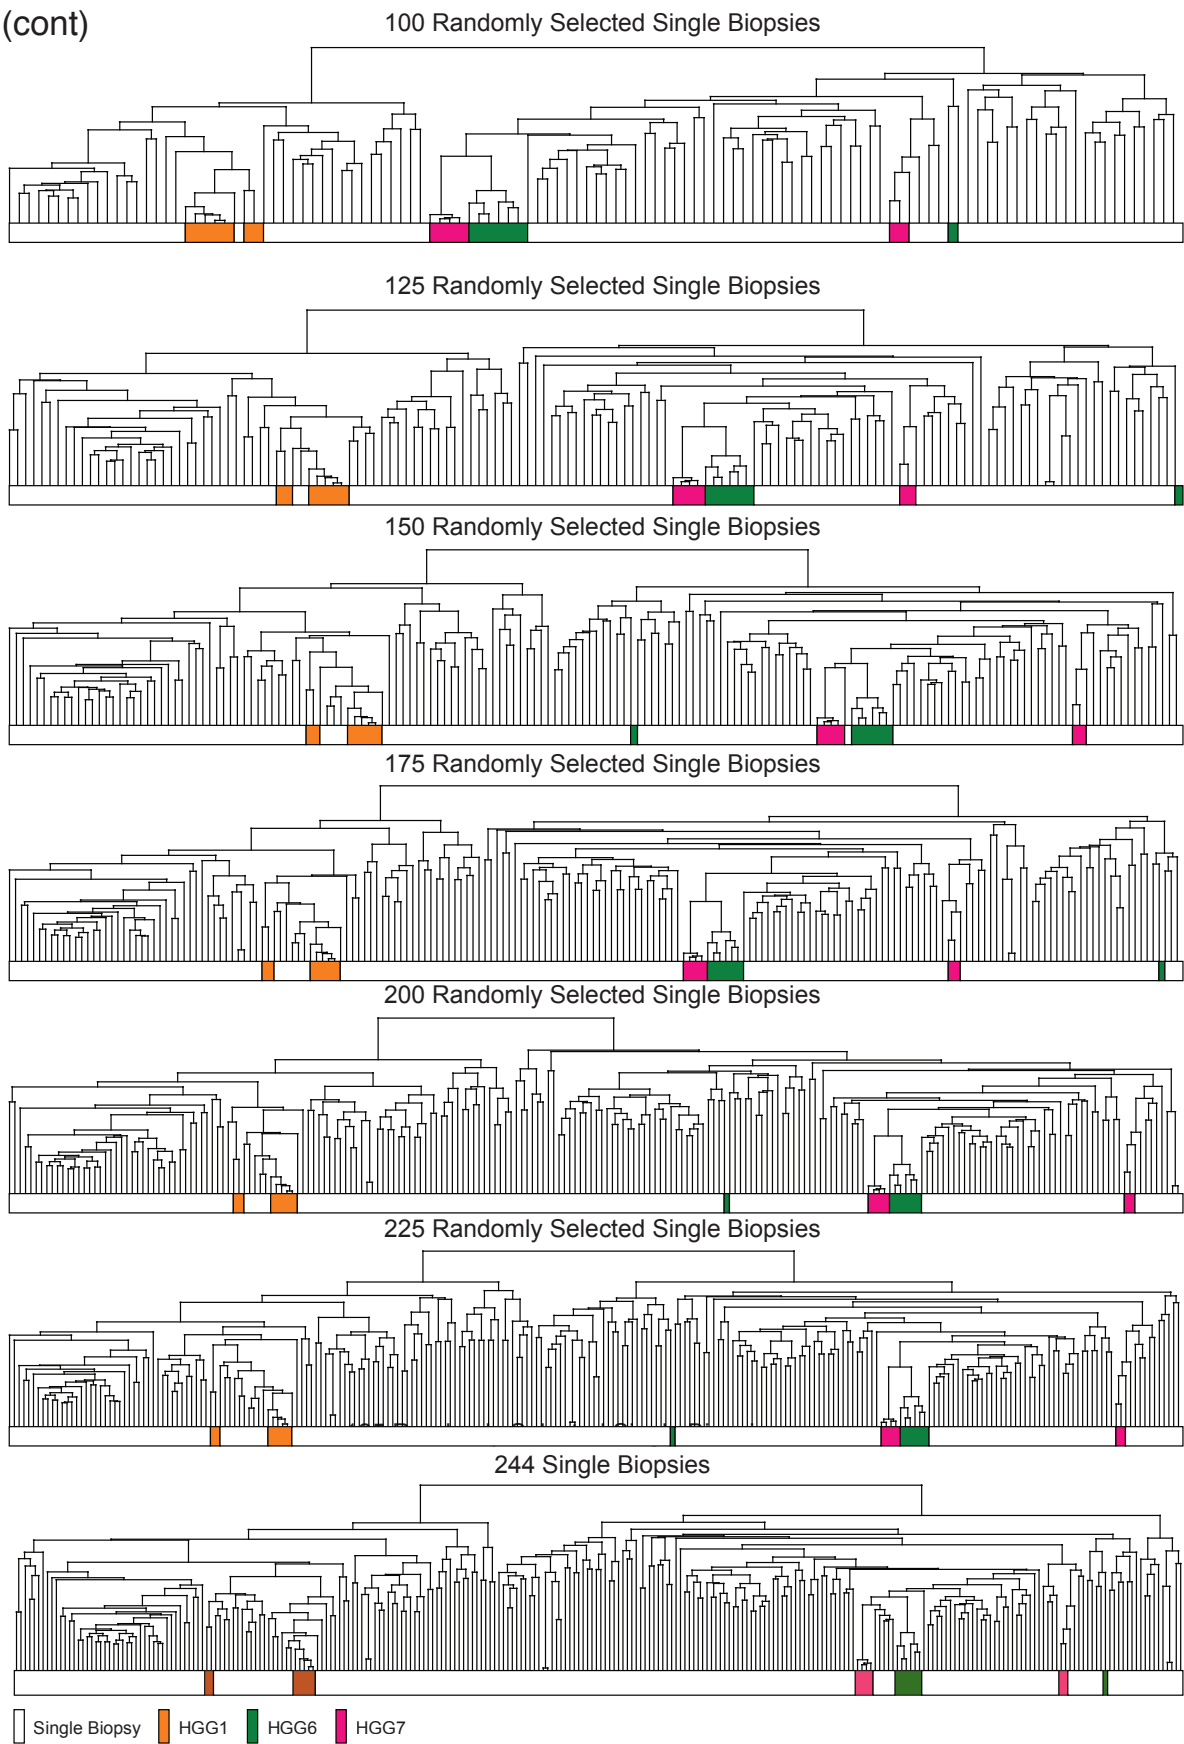 (cont)
100 Randomly Selected Single Biopsies
125 Randomly Selected Single Biopsies
150 Randomly Selected Single Biopsies
175 Randomly Selected Single Biopsies
200 Randomly Selected Single Biopsies
225 Randomly Selected Single Biopsies
244 Single Biopsies
Single Biopsy HGG1 HGG6 HGG7